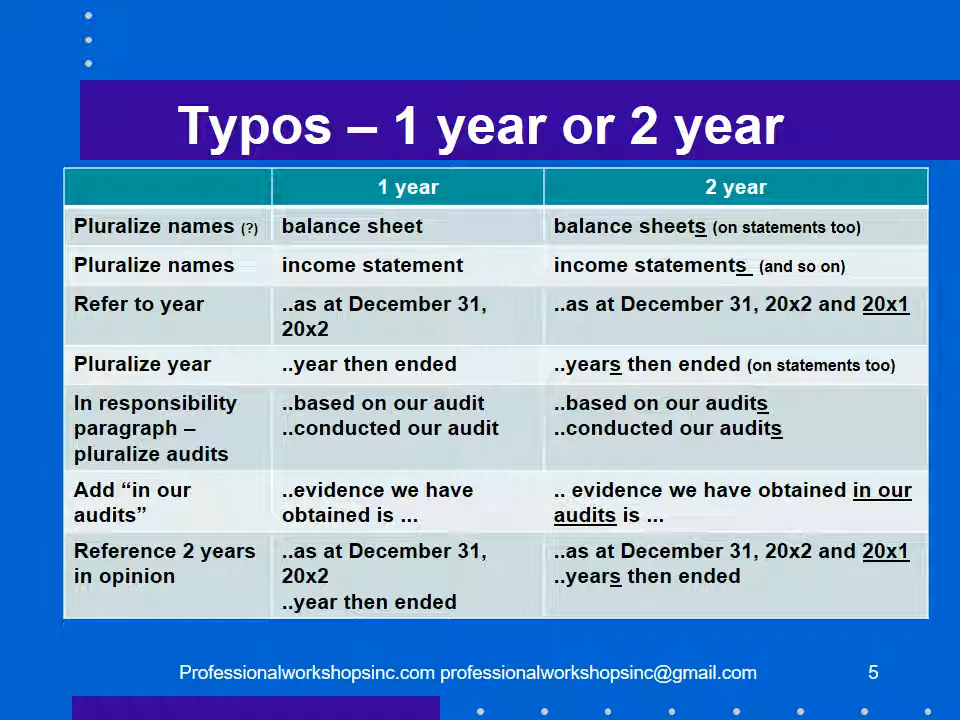 Typos – 1 year or 2 year
1 year
2 year
Pluralize names (?)
balance sheet
balance sheets (on statements too)
Pluralize names
income statement
income statements (and so on)
Refer to year
..as at December 31,
20x2
..as at December 31, 20x2 and 20x1
Pluralize year
..year then ended
..years then ended (on statements too)
In responsibility
paragraph –
pluralize audits
..based on our audit
..conducted our audit
..based on our audits
..conducted our audits
Add “in our
audits”
..evidence we have
obtained is ...
.. evidence we have obtained in our
audits is ...
Reference 2 years
in opinion
..as at December 31,
20x2
..year then ended
..as at December 31, 20x2 and 20x1
..years then ended
Professionalworkshopsinc.com professionalworkshopsinc@gmail.com
5